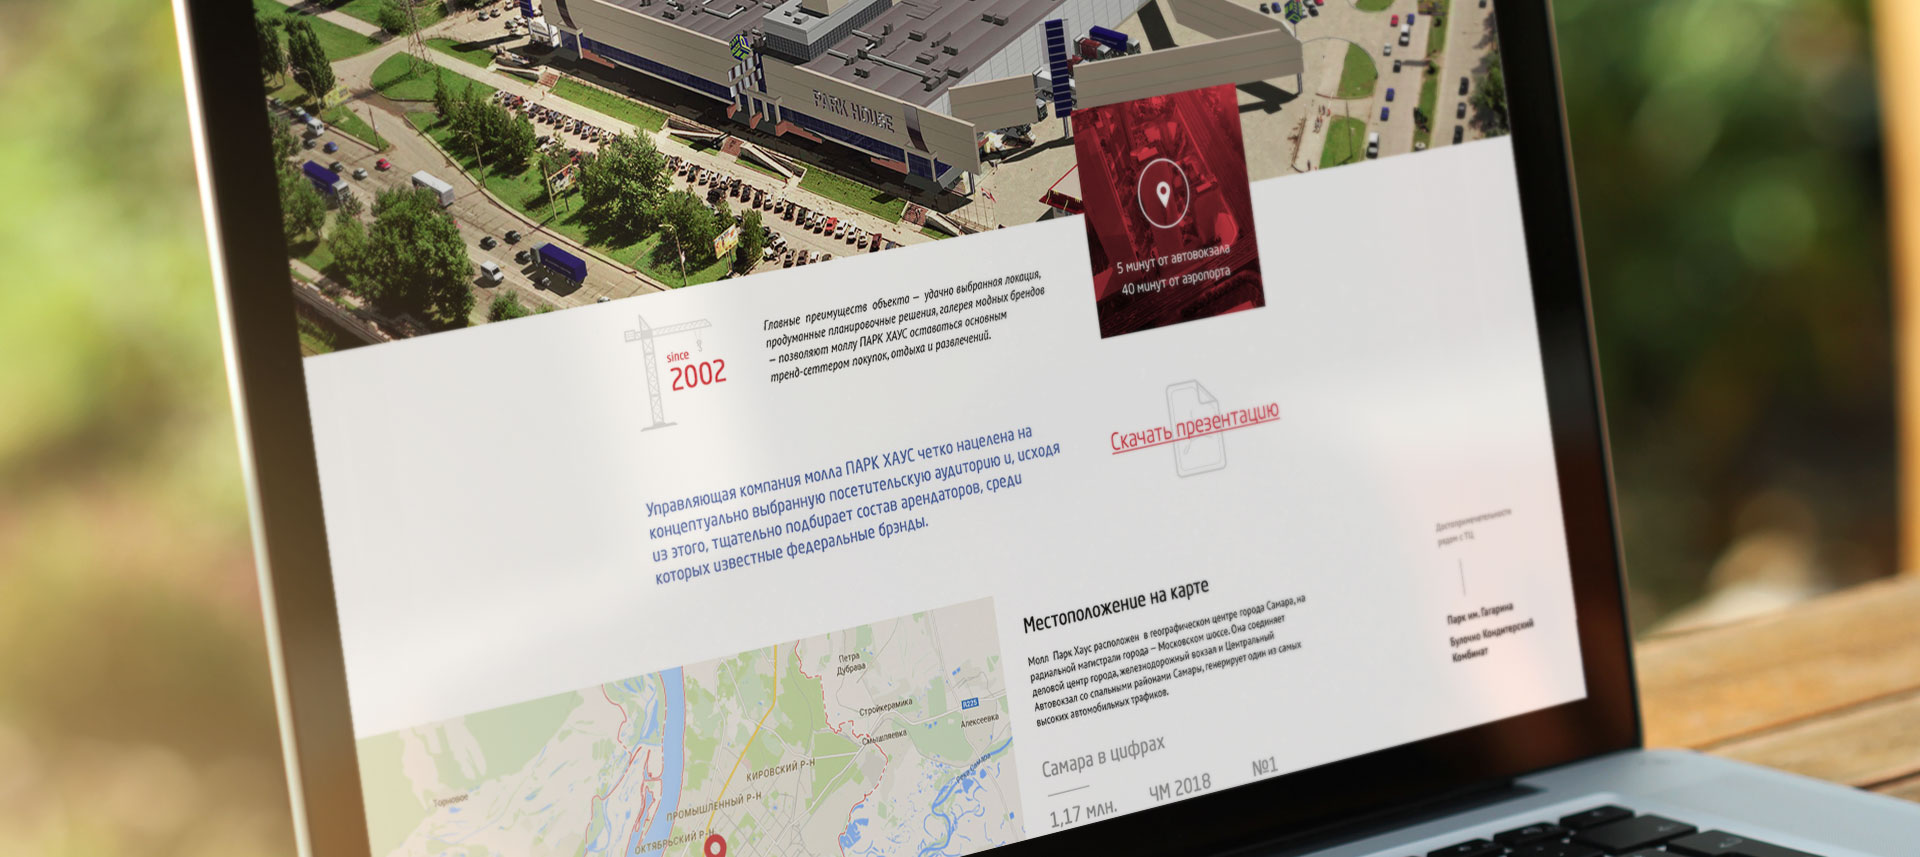 PARK HOUSE
5 минут от автовокзала
40 минут от аэропорта
since
2002
Главные преимуществ объекта — удачно выбранная локация,
продуманные планировочные решения, галерея модных брендов
— позволяют моллу ПАРК ХАУС оставаться основным
тренд-сеттером покупок, отдыха и развлечений.
Скачать презентацию
Управляющая компания молла ПАРК ХАУС четко нацелена на
концептуально выбранную посетительскую аудиторию и, исходя
из этого, тщательно подбирает состав арендаторов, среди
которых известные федеральные брэнды.
Достопримечательности
рядом с ТЦ
Парк им. Гагарина
Булочно Кондитерский
Комбинат
Местоположение на карте
Молл Парк Хаус расположен в географическом центре города Самара, на
радиальной магистрали города — Московском шоссе. Она соединяет
деловой центр города, железнодорожный вокзал и Центральный
Автовокзал со спальными районами Самары, генерирует один из самых
высоких автомобильных трафиков.
Самара в цифрах
1,17 млн.
ЧМ 2018
№1
Петра
Дубрава
Стройкерамика
R225
Алексеевка
Смышляевка
река Самара
КИРОВСКИЙ Р-Н
Торновое
ПРОМЫШЛЕННЫЙ Р-Н
ОКТЯБРЬСКИЙ Р-Н